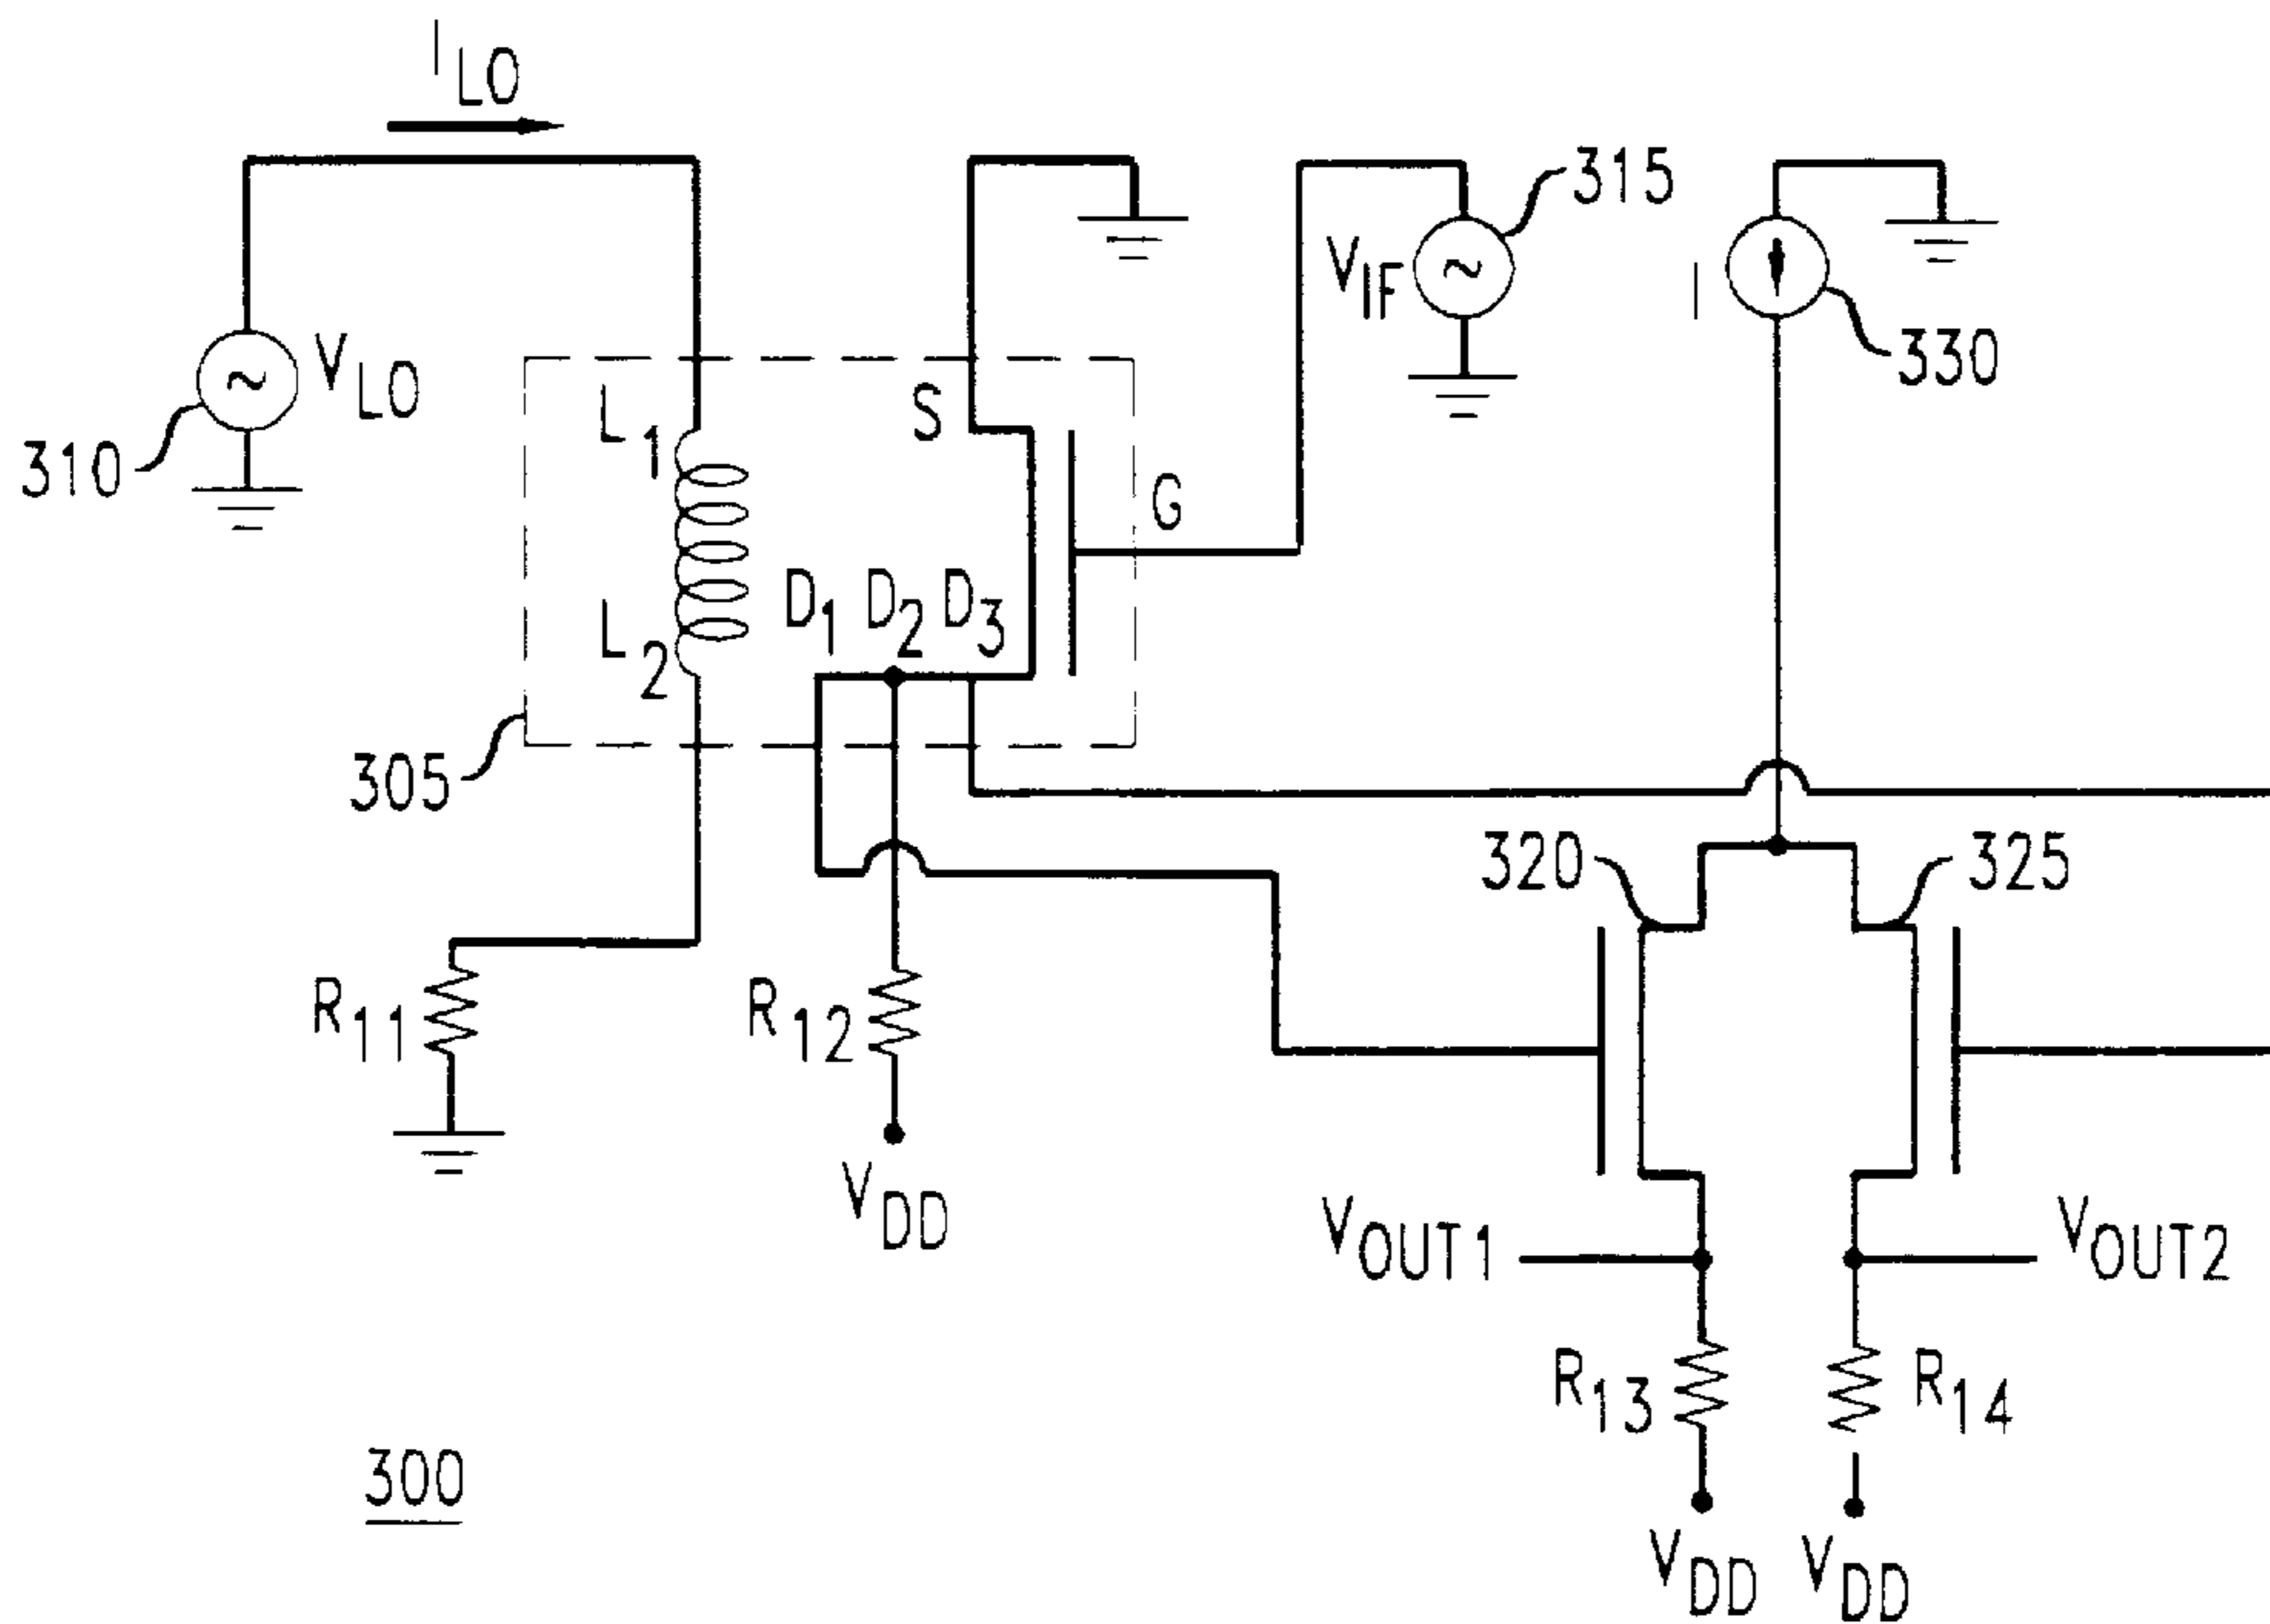 I LO
310
V LO
L 1
L 2
S
G
D 1 D 2 D 3
305
V IF
315
I
330
R 11
R 12
V DD
320
325
V OUT1
V OUT2
R 13
R 14
V DD V DD
300